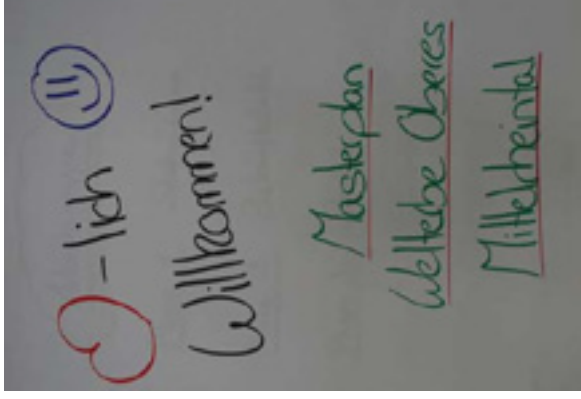 -lich
Willkommen!
Masterplan
Welterbe Oberes
Mittelrheintal